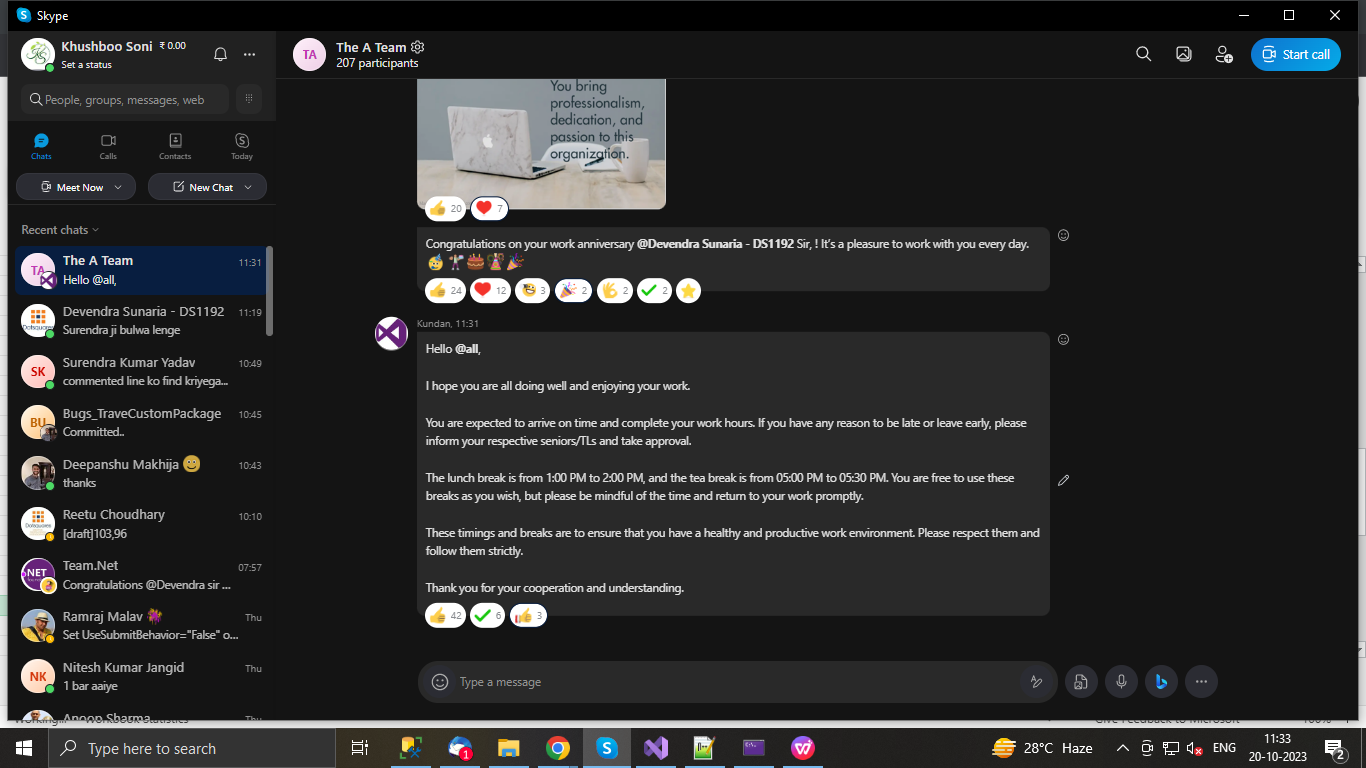 Skype
Khushboo Soni ₹ 0.00
Set a status
People, groups, messages, web
Chats
Calls
Contacts
Today
Meet Now
New Chat
Recent chats
TA
The A Team
11:31
Hello @all,
Dotsquares
Devendra Sunaria - DS1192
11:19
Surendra ji bulwa lenge
SK
Surendra Kumar Yadav
10:49
commented line ko find kriyega...
BU
Bugs_TraveCustomPackage
10:45
Committed..
Deepanshu Makhija
10:43
thanks
Dotsquares
Reetu Choudhary
10:10
[draft]103,96
NET
Team.Net
07:57
Congratulations @Devendra sir ...
Ramraj Malav
Thu
Set UseSubmitBehavior="False" o...
NK
Nitesh Kumar Jangid
Thu
1 bar aaiye
Anoop Sharma
Thu
TA
The A Team
207 participants
Start call
You bring
professionalism,
dedication, and
passion to this
organization.
20
7
Congratulations on your work anniversary @Devendra Sunaria - DS1192 Sir, ! It's a pleasure to work with you every day.
24
12
3
2
2
2
Kundan, 11:31
Hello @all,
I hope you are all doing well and enjoying your work.
You are expected to arrive on time and complete your work hours. If you have any reason to be late or leave early, please
inform your respective seniors/TLs and take approval.
The lunch break is from 1:00 PM to 2:00 PM, and the tea break is from 05:00 PM to 05:30 PM. You are free to use these
breaks as you wish, but please be mindful of the time and return to your work promptly.
These timings and breaks are to ensure that you have a healthy and productive work environment. Please respect them and
follow them strictly.
Thank you for your cooperation and understanding.
42
6
3
Type a message
Working... Workbook Statistics
Give Feedback to Microsoft
100%
Type here to search
1
28°C Haze
ENG
11:33
20-10-2023
2